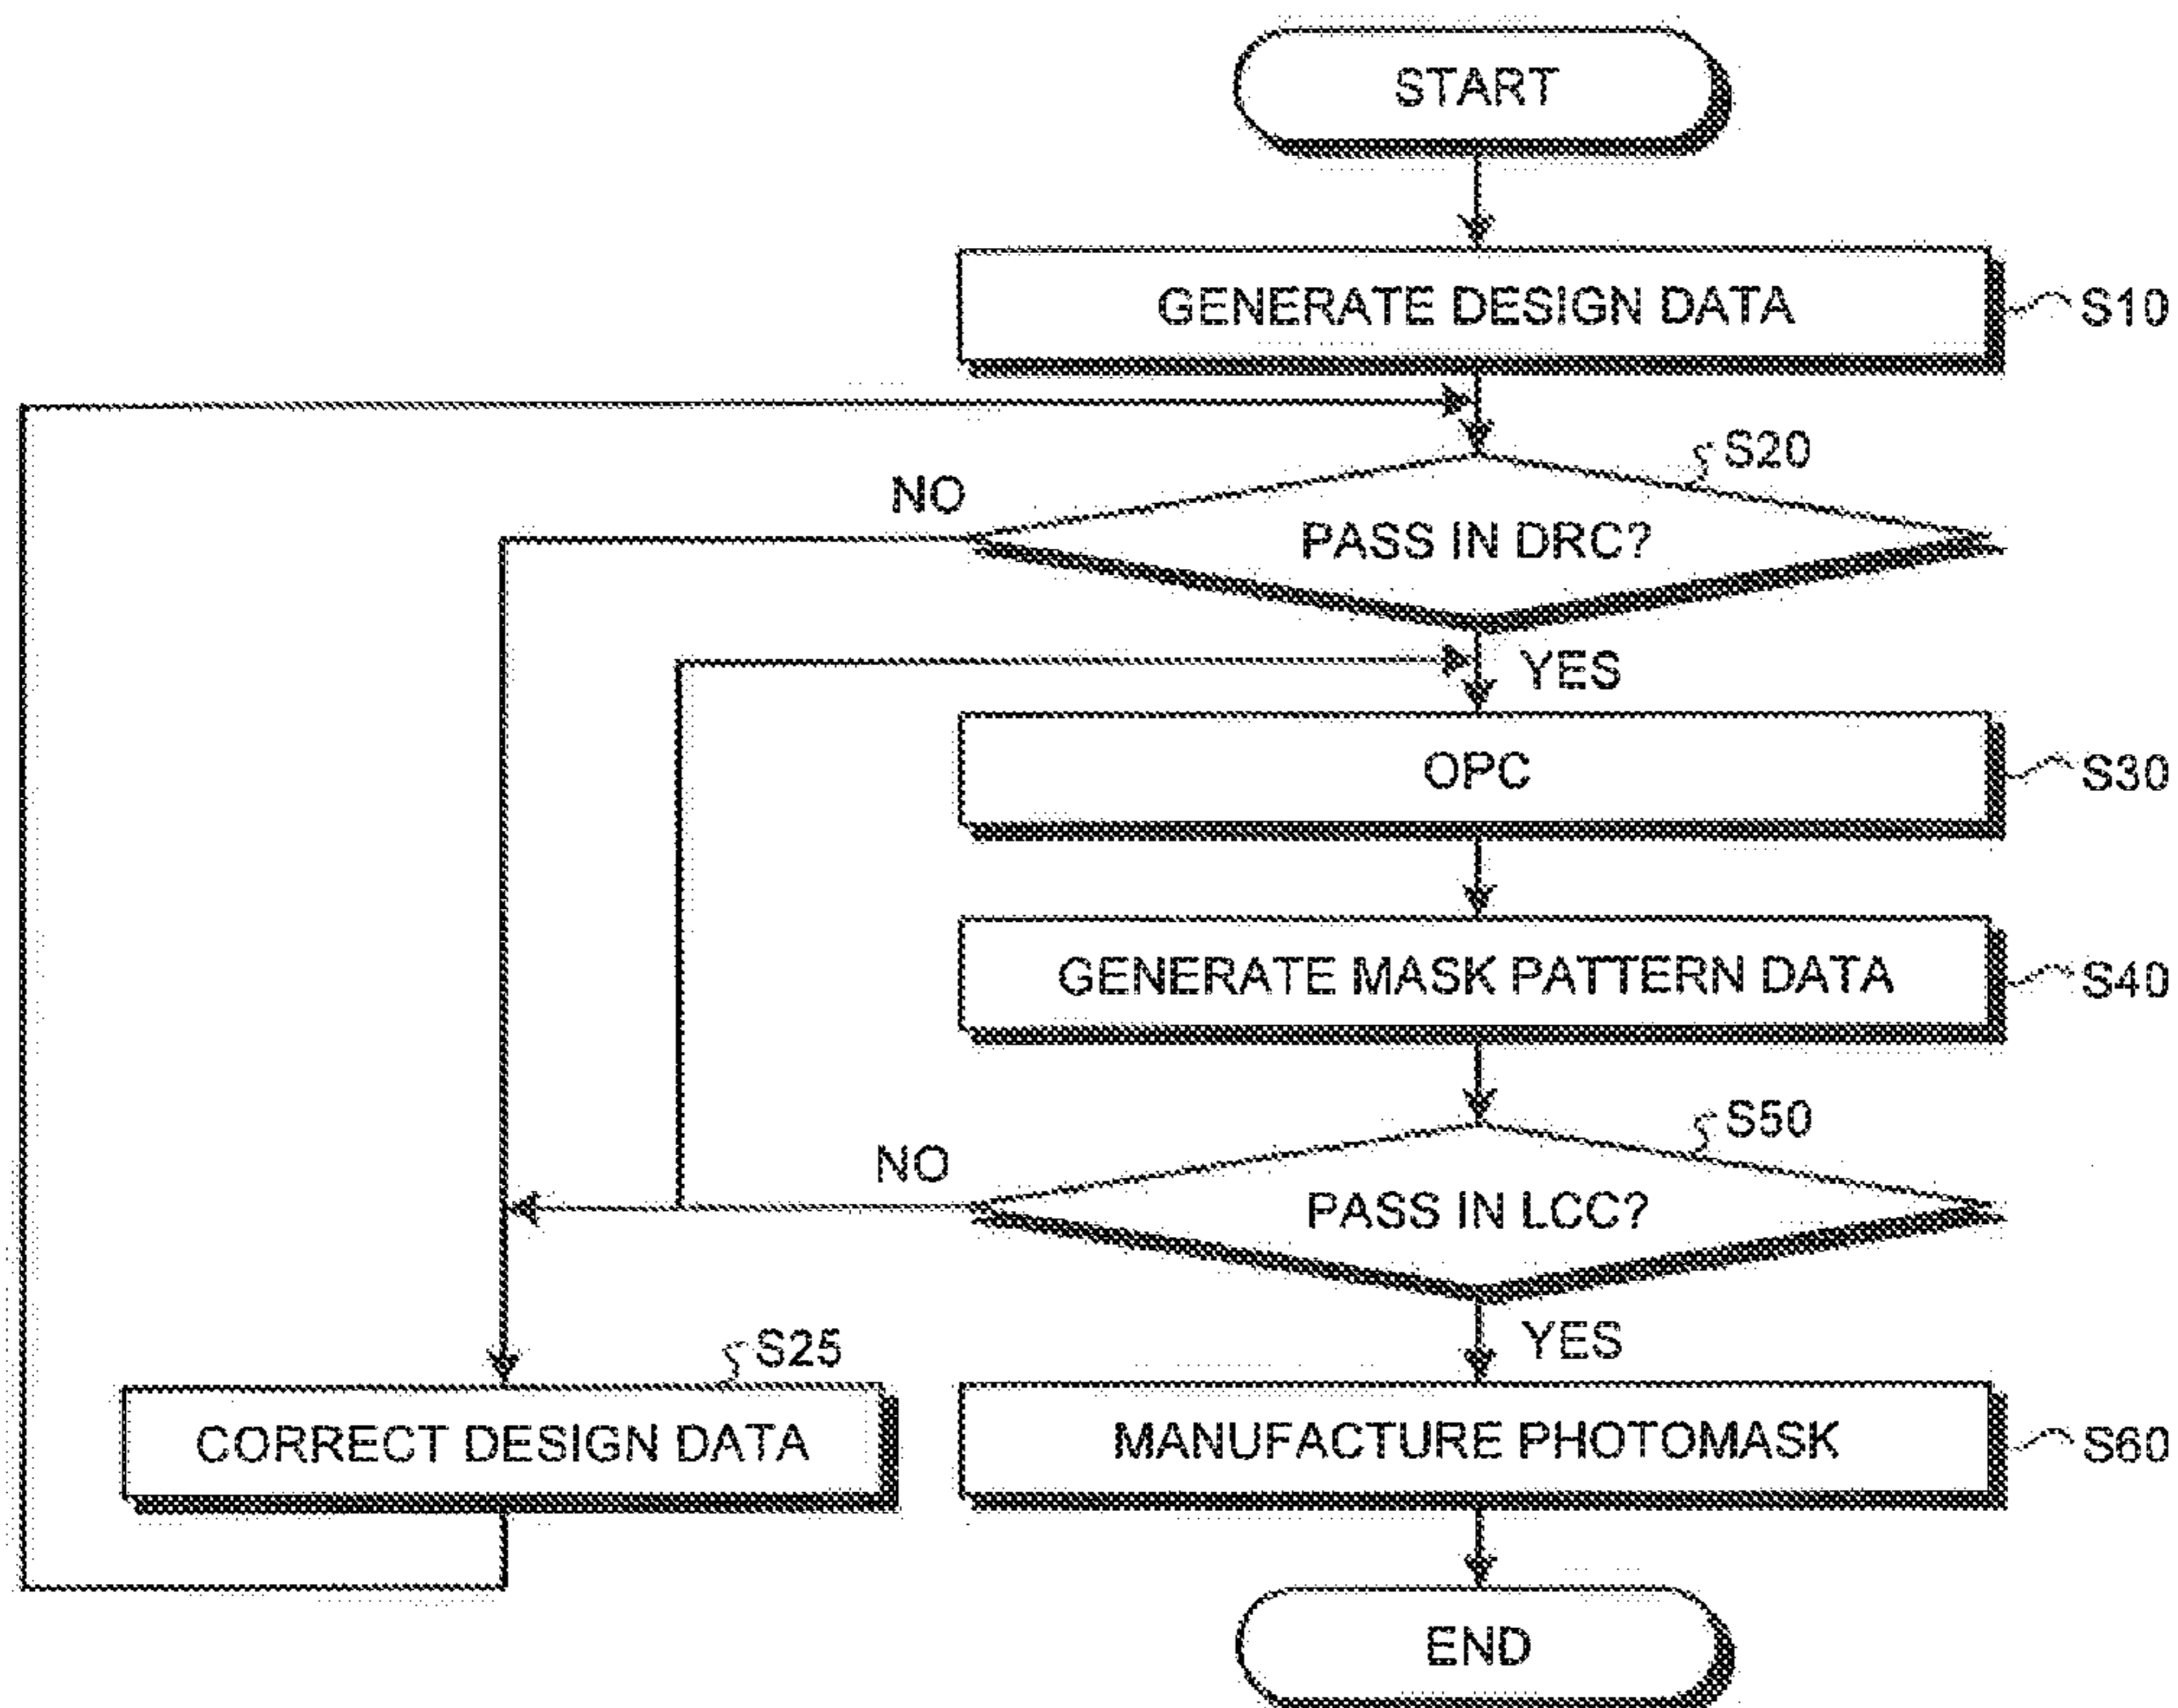 START
GENERATE DESIGN DATA
S10
S20
NO
PASS IN DRC?
YES
OPC
S30
GENERATE MASK PATTERN DATA
S40
S50
NO
PASS IN LCC?
YES
S25
CORRECT DESIGN DATA
MANUFACTURE PHOTOMASK
S60
END